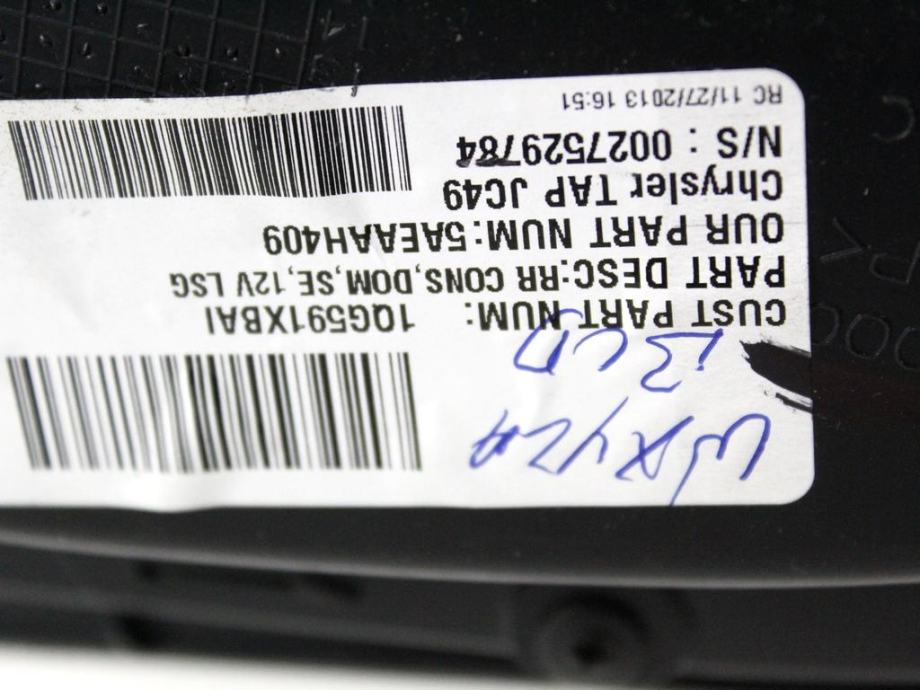 CUST PART NUM: 1QG591XBAI
PART DESC:RR CONS,DOM,SE,12V LSG
OUR PART NUM:5AEAAH409
Chrysler TAP JC49
N/S : 0027529784
RC 11/27/2013 16:51